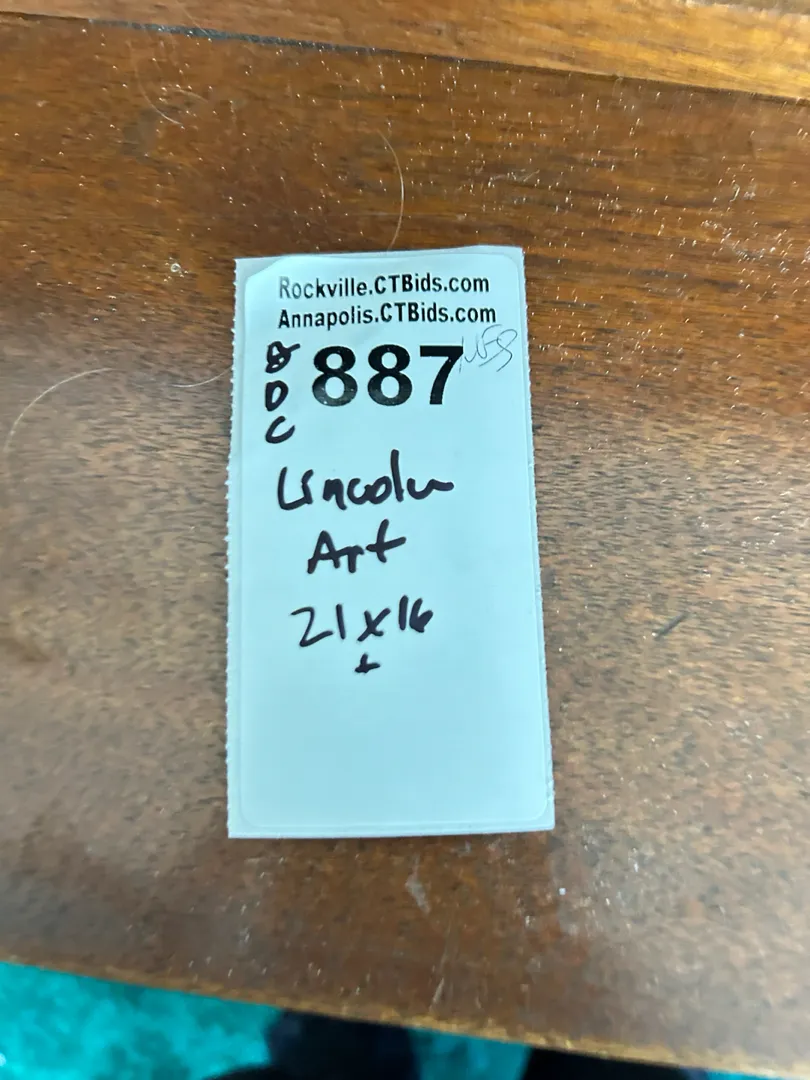 Rockville.CTBids.com
Annapolis.CTBids.com
887
D
C
Lincoln
Art
21x16